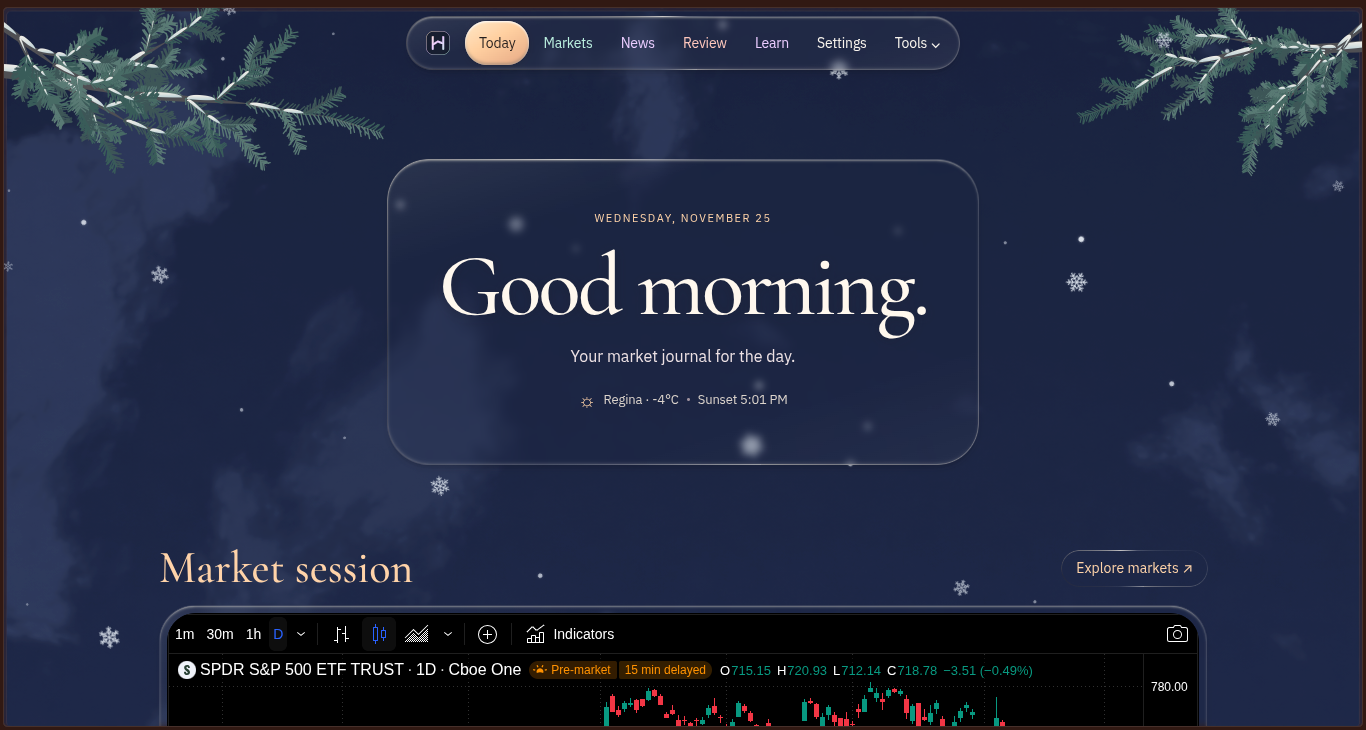 H Today Markets News Review Learn Settings Tools
WEDNESDAY, NOVEMBER 25
Good morning.
Your market journal for the day.
Regina · -4°C • Sunset 5:01 PM
Market session
Explore markets ↗
1m 30m 1h D Indicators
S SPDR S&P 500 ETF TRUST · 1D · Cboe One Pre-market 15 min delayed O715.15 H720.93 L712.14 C718.78 −3.51 (−0.49%)
780.00